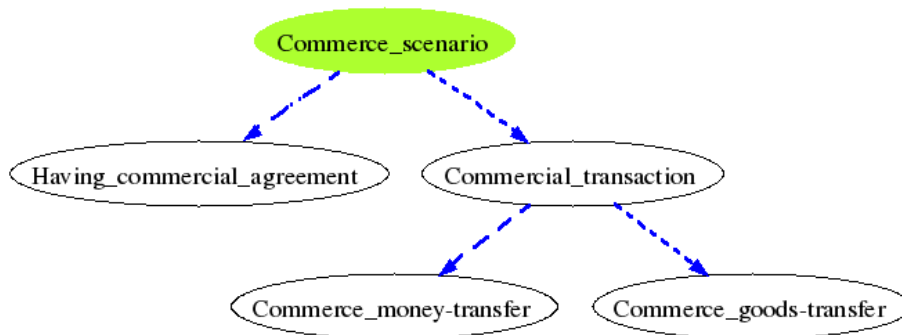 Commerce_scenario
Having_commercial_agreement
Commercial_transaction
Commerce_money-transfer
Commerce_goods-transfer